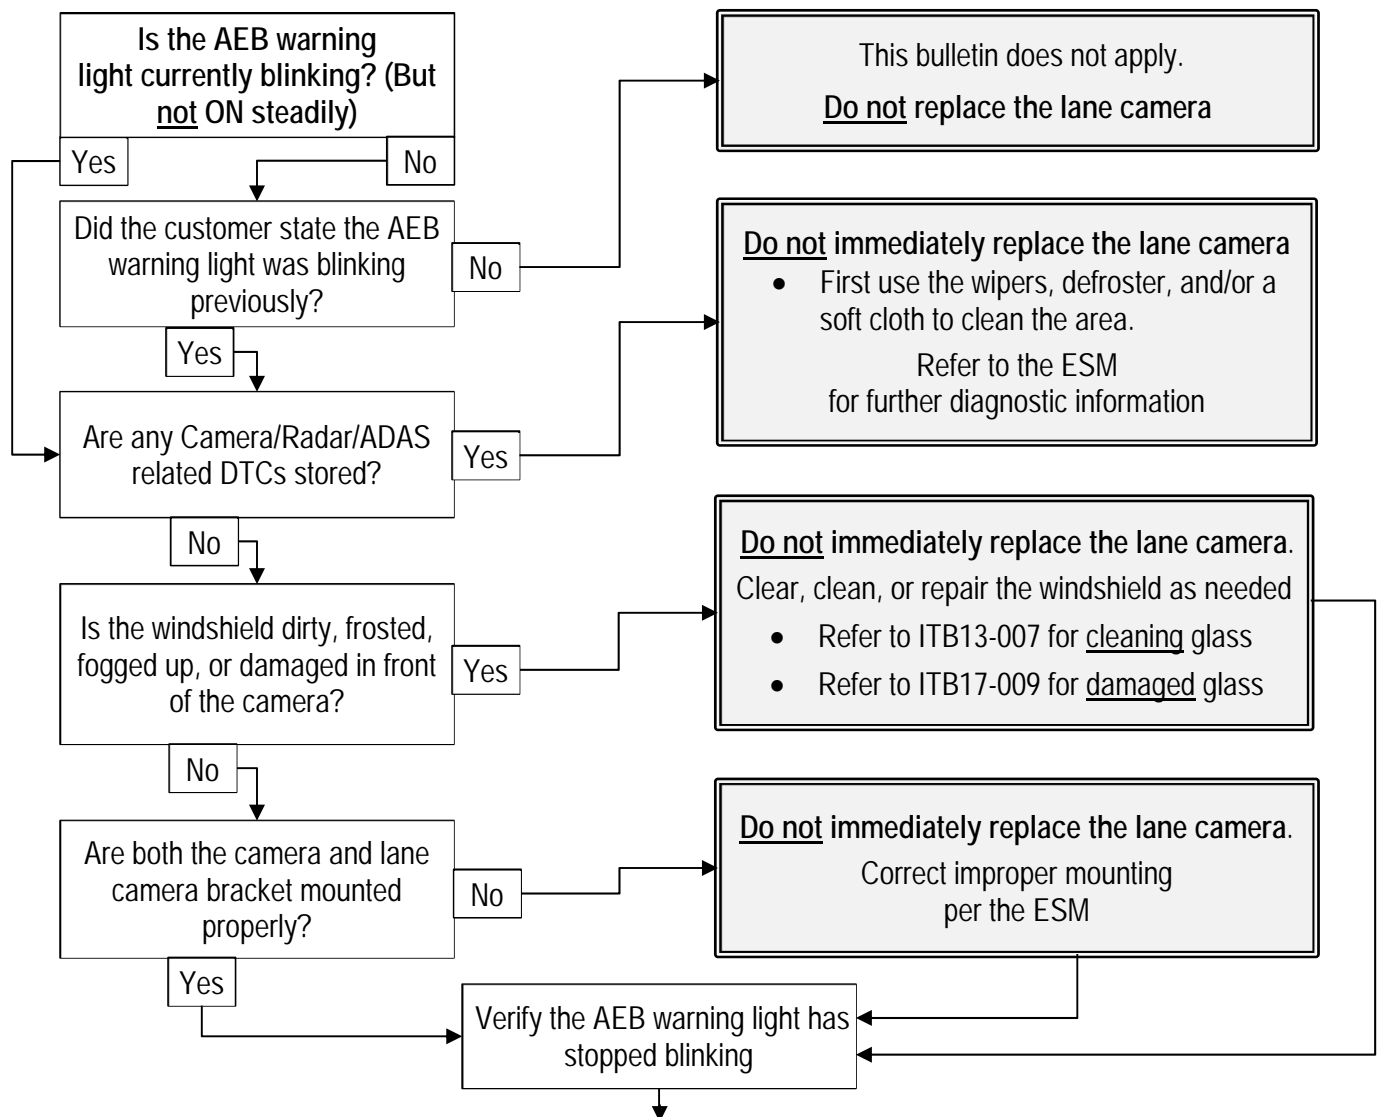 Is the AEB warning
light currently blinking? (But
not ON steadily)
Yes
No
This bulletin does not apply.
Do not replace the lane camera
Did the customer state the AEB
warning light was blinking
previously?
No
Yes
Do not immediately replace the lane camera
• First use the wipers, defroster, and/or a
soft cloth to clean the area.
Refer to the ESM
for further diagnostic information
Are any Camera/Radar/ADAS
related DTCs stored?
Yes
No
Do not immediately replace the lane camera.
Clear, clean, or repair the windshield as needed
• Refer to ITB13-007 for cleaning glass
• Refer to ITB17-009 for damaged glass
Is the windshield dirty, frosted,
fogged up, or damaged in front
of the camera?
Yes
No
Do not immediately replace the lane camera.
Correct improper mounting
per the ESM
Are both the camera and lane
camera bracket mounted
properly?
No
Yes
Verify the AEB warning light has
stopped blinking